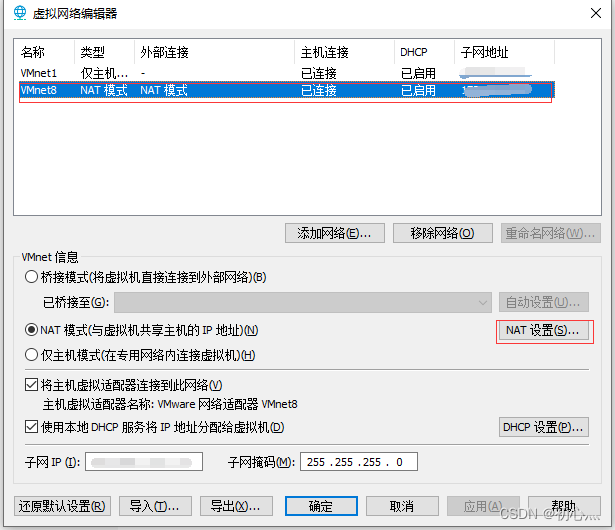 虚拟网络编辑器
名称 类型 外部连接 主机连接 DHCP 子网地址
VMnet1 仅主机... - 已连接 已启用
VMnet8 NAT 模式 NAT 模式 已连接 已启用
添加网络(E)... 移除网络(O) 重命名网络(W)...
VMnet 信息
桥接模式(将虚拟机直接连接到外部网络)(B)
已桥接至(G): 自动设置(U)...
NAT 模式(与虚拟机共享主机的 IP 地址)(N) NAT 设置(S)...
仅主机模式(在专用网络内连接虚拟机)(H)
将主机虚拟适配器连接到此网络(V)
主机虚拟适配器名称: VMware 网络适配器 VMnet8
使用本地 DHCP 服务将 IP 地址分配给虚拟机(D) DHCP 设置(P)...
子网 IP (I): 子网掩码(M): 255 . 255 . 255 . 0
还原默认设置(R) 导入(T)... 导出(X)... 确定 取消 应用(A) 帮助
CSDN @初心